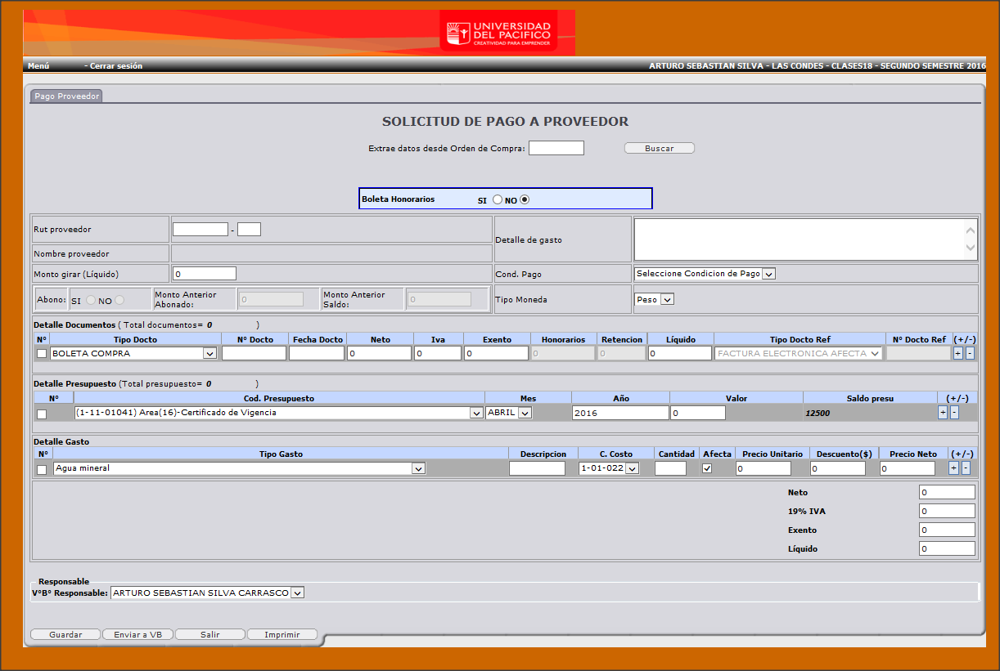 UNIVERSIDAD
DEL PACIFICO
CREATIVIDAD PARA EMPRENDER
Menú - Cerrar sesión ARTURO SEBASTIAN SILVA - LAS CONDES - CLASES18 - SEGUNDO SEMESTRE 2016
Pago Proveedor
SOLICITUD DE PAGO A PROVEEDOR
Extrae datos desde Orden de Compra: Buscar
Boleta Honorarios SI NO
Rut proveedor -
Detalle de gasto
Nombre proveedor
Monto girar (Líquido) 0 Cond. Pago Seleccione Condicion de Pago
Abono: SI NO Monto Anterior Abonado: 0 Monto Anterior Saldo: 0 Tipo Moneda Peso
Detalle Documentos ( Total documentos= 0 )
Nº Tipo Docto Nº Docto Fecha Docto Neto Iva Exento Honorarios Retencion Líquido Tipo Docto Ref Nº Docto Ref (+/-)
BOLETA COMPRA 0 0 0 0 0 0 FACTURA ELECTRONICA AFECTA + -
Detalle Presupuesto (Total presupuesto= 0 )
Nº Cod. Presupuesto Mes Año Valor Saldo presu (+/-)
(1-11-01041) Area(16)-Certificado de Vigencia ABRIL 2016 0 12500 + -
Detalle Gasto
Nº Tipo Gasto Descripcion C. Costo Cantidad Afecta Precio Unitario Descuento($) Precio Neto (+/-)
Agua mineral 1-01-022 0 0 0 + -
Neto 0
19% IVA 0
Exento 0
Líquido 0
Responsable
VºBº Responsable: ARTURO SEBASTIAN SILVA CARRASCO
Guardar Enviar a VB Salir Imprimir